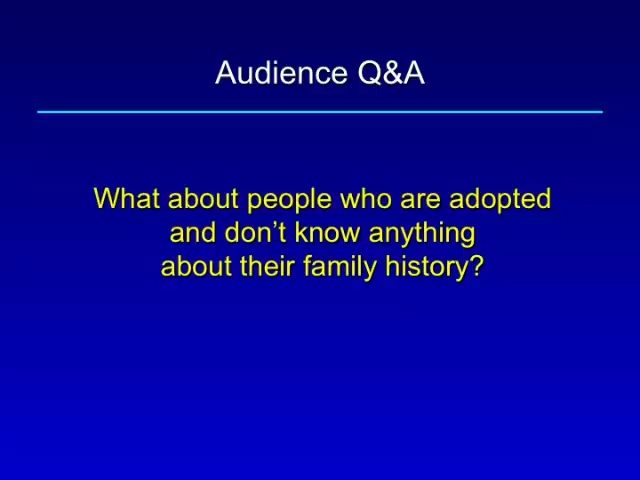 Audience Q&A
What about people who are adopted
and don’t know anything
about their family history?